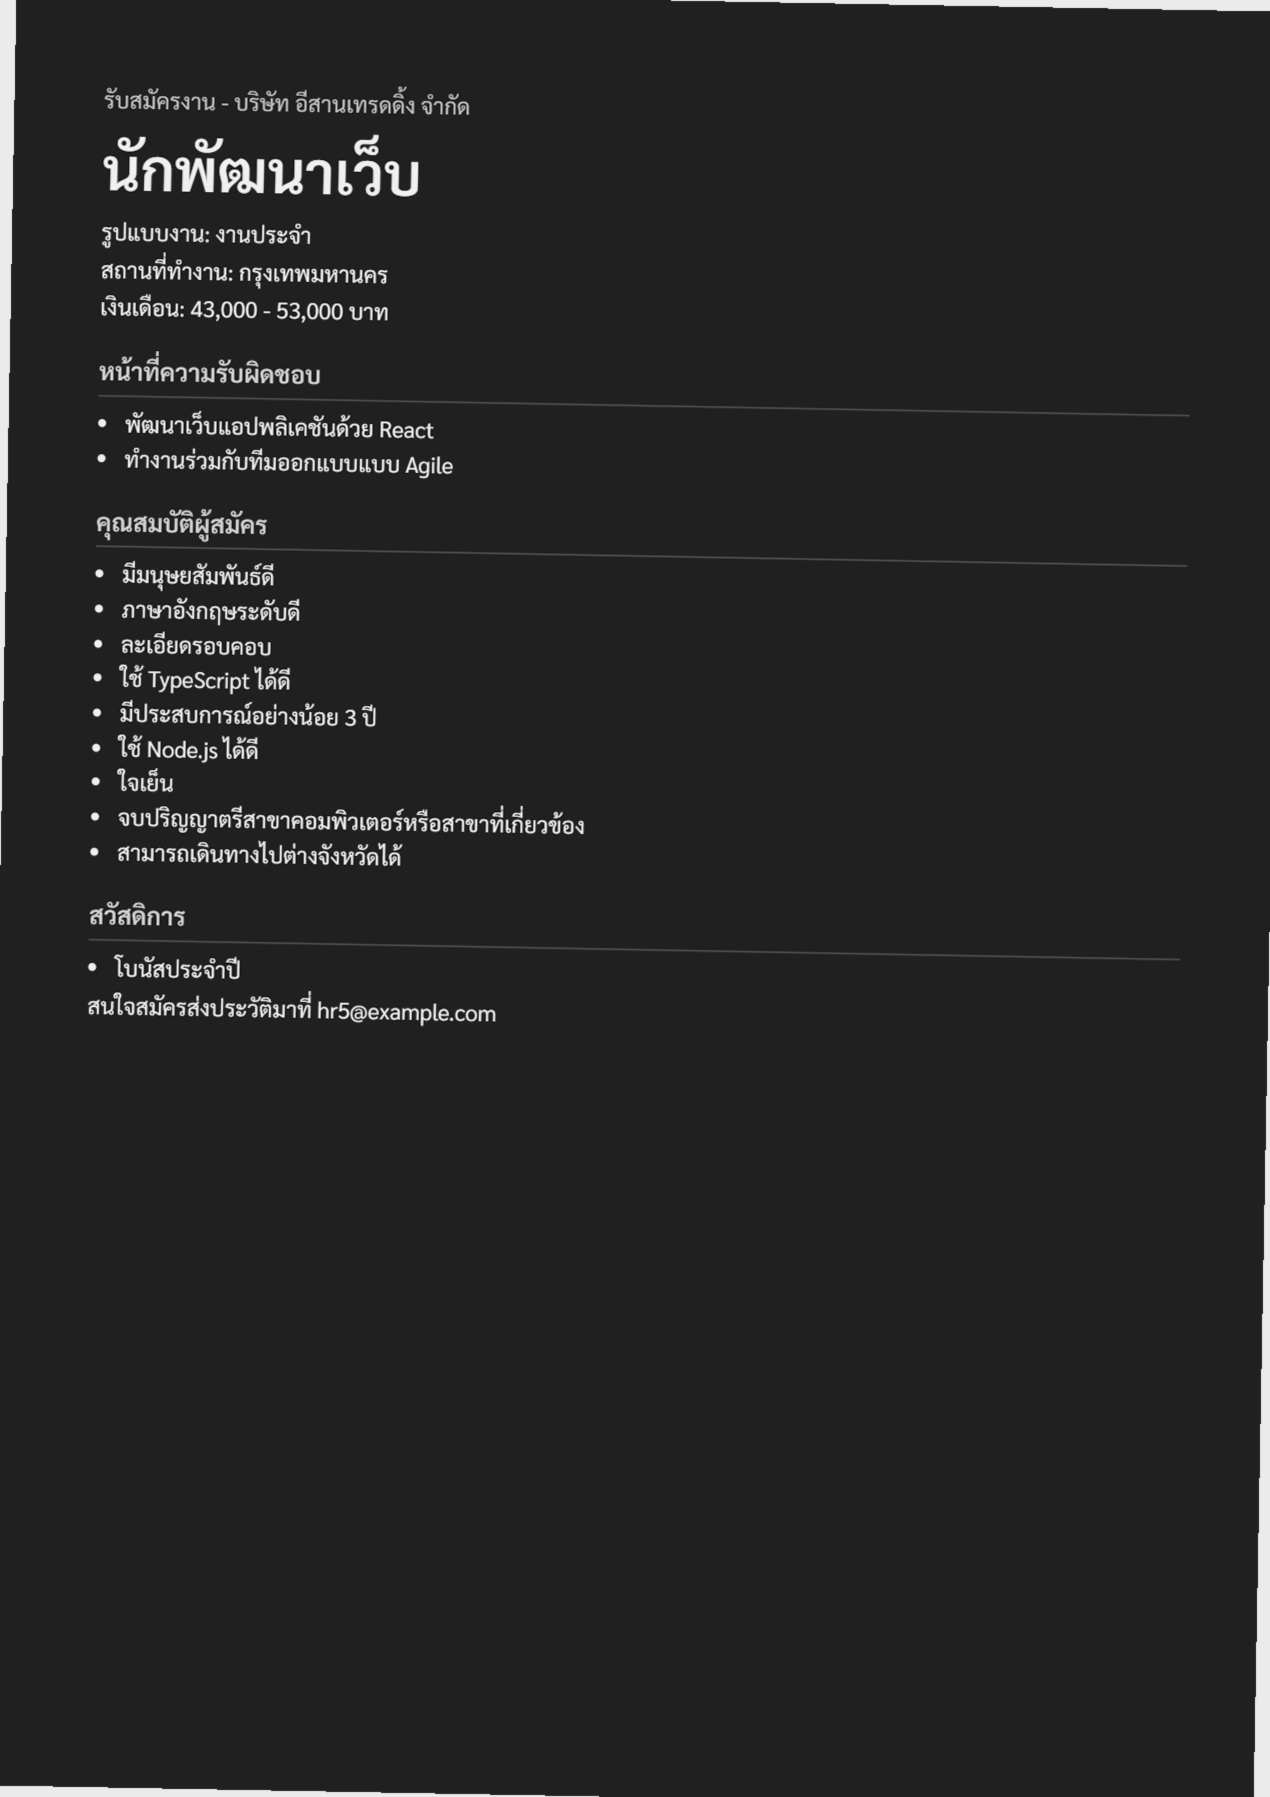 รับสมัครงาน - บริษัท อีสานเทรดดิ้ง จำกัด
นักพัฒนาเว็บ
รูปแบบงาน: งานประจำ
สถานที่ทำงาน: กรุงเทพมหานคร
เงินเดือน: 43,000 - 53,000 บาท
หน้าที่ความรับผิดชอบ
• พัฒนาเว็บแอปพลิเคชันด้วย React
• ทำงานร่วมกับทีมออกแบบแบบ Agile
คุณสมบัติผู้สมัคร
• มีมนุษยสัมพันธ์ดี
• ภาษาอังกฤษระดับดี
• ละเอียดรอบคอบ
• ใช้ TypeScript ได้ดี
• มีประสบการณ์อย่างน้อย 3 ปี
• ใช้ Node.js ได้ดี
• ใจเย็น
• จบปริญญาตรีสาขาคอมพิวเตอร์หรือสาขาที่เกี่ยวข้อง
• สามารถเดินทางไปต่างจังหวัดได้
สวัสดิการ
• โบนัสประจำปี
สนใจสมัครส่งประวัติมาที่ hr5@example.com